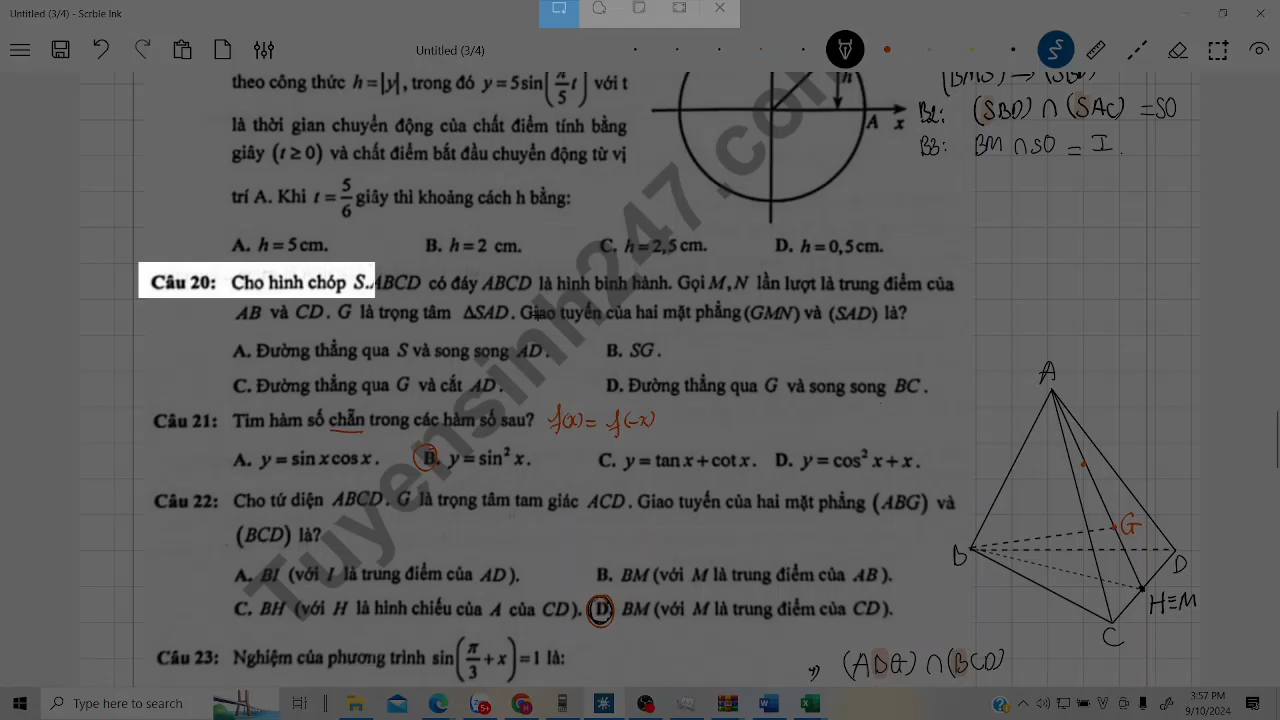 Untitled (3/4) - Scrble Ink
Untitled (3/4)
theo công thức h = |y|, trong đó y = 5sin(π/5 t) với t
là thời gian chuyển động của chất điểm tính bằng
giây (t ≥ 0) và chất điểm bắt đầu chuyển động từ vị
trí A. Khi t = 5/6 giây thì khoảng cách h bằng:
h
A x
B2: (SBD) ∩ (SAC) = SO
B3: BM ∩ SO = I.
A. h = 5 cm. B. h = 2 cm. C. h = 2,5 cm. D. h = 0,5 cm.
Câu 20: Cho hình chóp S.ABCD có đáy ABCD là hình bình hành. Gọi M, N lần lượt là trung điểm của
AB và CD. G là trọng tâm ΔSAD. Giao tuyến của hai mặt phẳng (GMN) và (SAD) là?
A. Đường thẳng qua S và song song AD. B. SG.
C. Đường thẳng qua G và cắt AD. D. Đường thẳng qua G và song song BC.
Câu 21: Tìm hàm số chẵn trong các hàm số sau? f(x) = f(-x)
A. y = sin x cos x. B. y = sin² x. C. y = tan x + cot x. D. y = cos² x + x.
Câu 22: Cho tứ diện ABCD. G là trọng tâm tam giác ACD. Giao tuyến của hai mặt phẳng (ABG) và
(BCD) là?
A. BI (với I là trung điểm của AD). B. BM (với M là trung điểm của AB).
C. BH (với H là hình chiếu của A của CD). D. BM (với M là trung điểm của CD).
Câu 23: Nghiệm của phương trình sin(π/3 + x) = 1 là:
A
G
B
D
H≡M
C
⇒ (ABG) ∩ (BCD)
Tuyensinh247.com
Type here to search
5+
3:57 PM
9/10/2024